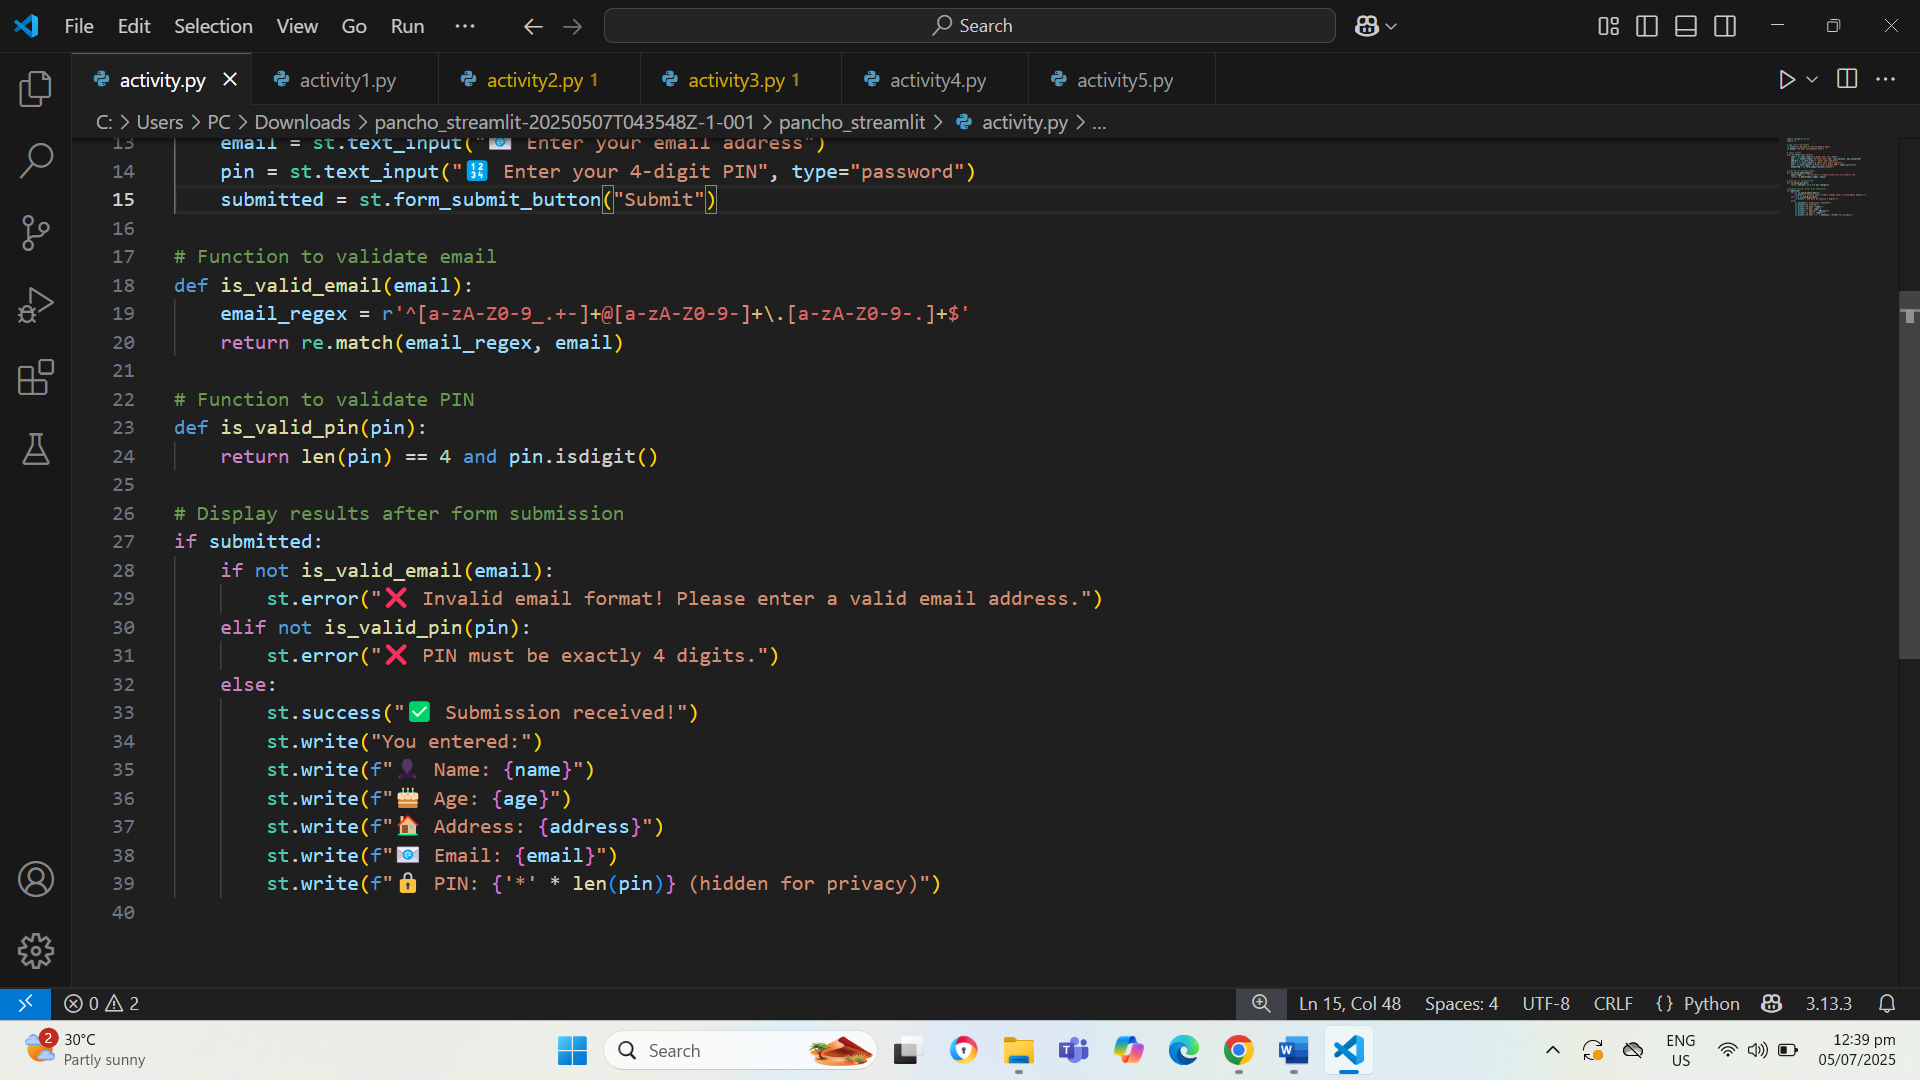 File Edit Selection View Go Run ··· Search
activity.py activity1.py activity2.py 1 activity3.py 1 activity4.py activity5.py
C: > Users > PC > Downloads > pancho_streamlit-20250507T043548Z-1-001 > pancho_streamlit > activity.py > ...
13 email = st.text_input("📧 Enter your email address")
14 pin = st.text_input("🔢 Enter your 4-digit PIN", type="password")
15 submitted = st.form_submit_button("Submit")
16
17 # Function to validate email
18 def is_valid_email(email):
19 email_regex = r'^[a-zA-Z0-9_.+-]+@[a-zA-Z0-9-]+\.[a-zA-Z0-9-.]+$'
20 return re.match(email_regex, email)
21
22 # Function to validate PIN
23 def is_valid_pin(pin):
24 return len(pin) == 4 and pin.isdigit()
25
26 # Display results after form submission
27 if submitted:
28 if not is_valid_email(email):
29 st.error("❌ Invalid email format! Please enter a valid email address.")
30 elif not is_valid_pin(pin):
31 st.error("❌ PIN must be exactly 4 digits.")
32 else:
33 st.success("✅ Submission received!")
34 st.write("You entered:")
35 st.write(f"👤 Name: {name}")
36 st.write(f"🎂 Age: {age}")
37 st.write(f"🏠 Address: {address}")
38 st.write(f"📧 Email: {email}")
39 st.write(f"🔒 PIN: {'*' * len(pin)} (hidden for privacy)")
40
0 2 Ln 15, Col 48 Spaces: 4 UTF-8 CRLF {} Python 3.13.3
2 30°C
Partly sunny
Search
ENG
US
12:39 pm
05/07/2025